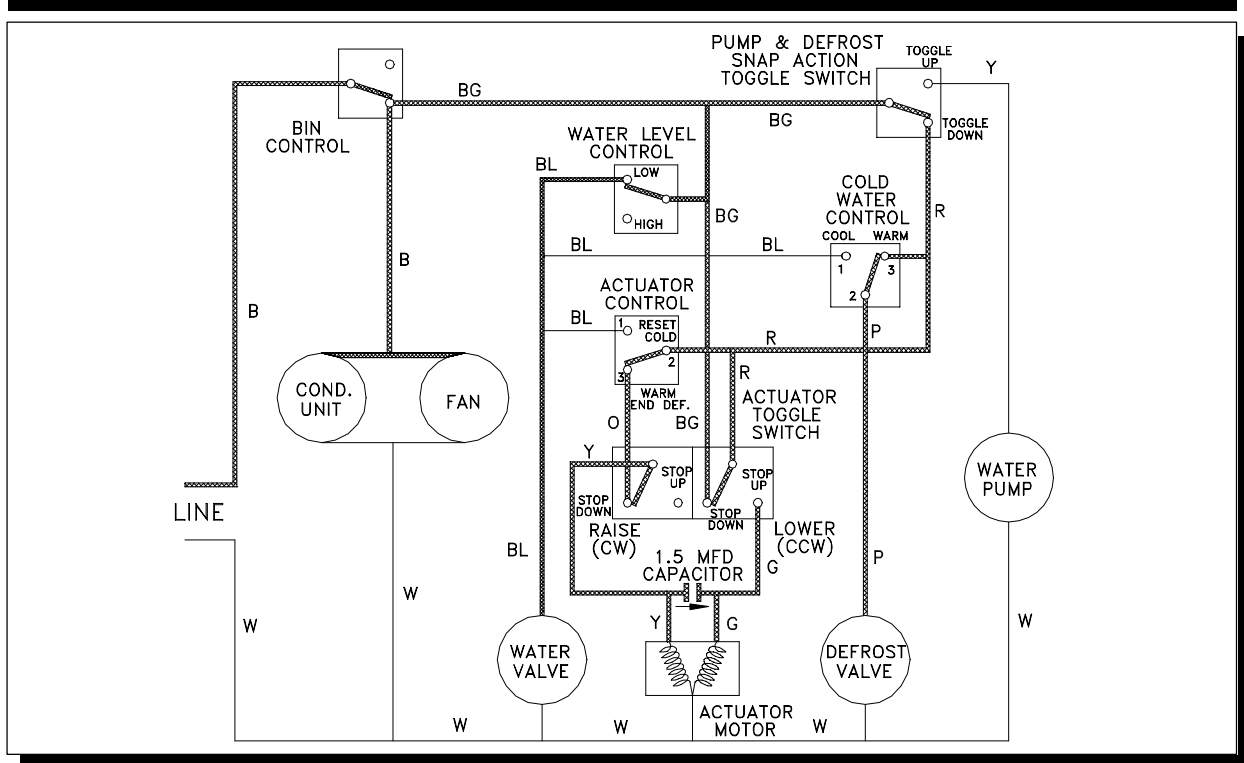 PUMP & DEFROST
SNAP ACTION
TOGGLE SWITCH
TOGGLE
UP
Y
BG
BIN
CONTROL
BG
TOGGLE
DOWN
WATER LEVEL
CONTROL
BL
LOW
HIGH
BG
COLD
WATER
CONTROL
COOL
WARM
R
1
3
2
BL
BL
B
B
ACTUATOR
CONTROL
BL
1
RESET
COLD
2
3
WARM
END DEF.
R
P
R
COND.
UNIT
FAN
ACTUATOR
TOGGLE
SWITCH
O
BG
Y
STOP
UP
STOP
UP
STOP
DOWN
STOP
DOWN
WATER
PUMP
LINE
RAISE
(CW)
LOWER
(CCW)
BL
1.5 MFD
CAPACITOR
G
P
W
W
Y
G
W
WATER
VALVE
DEFROST
VALVE
ACTUATOR
MOTOR
W
W
W